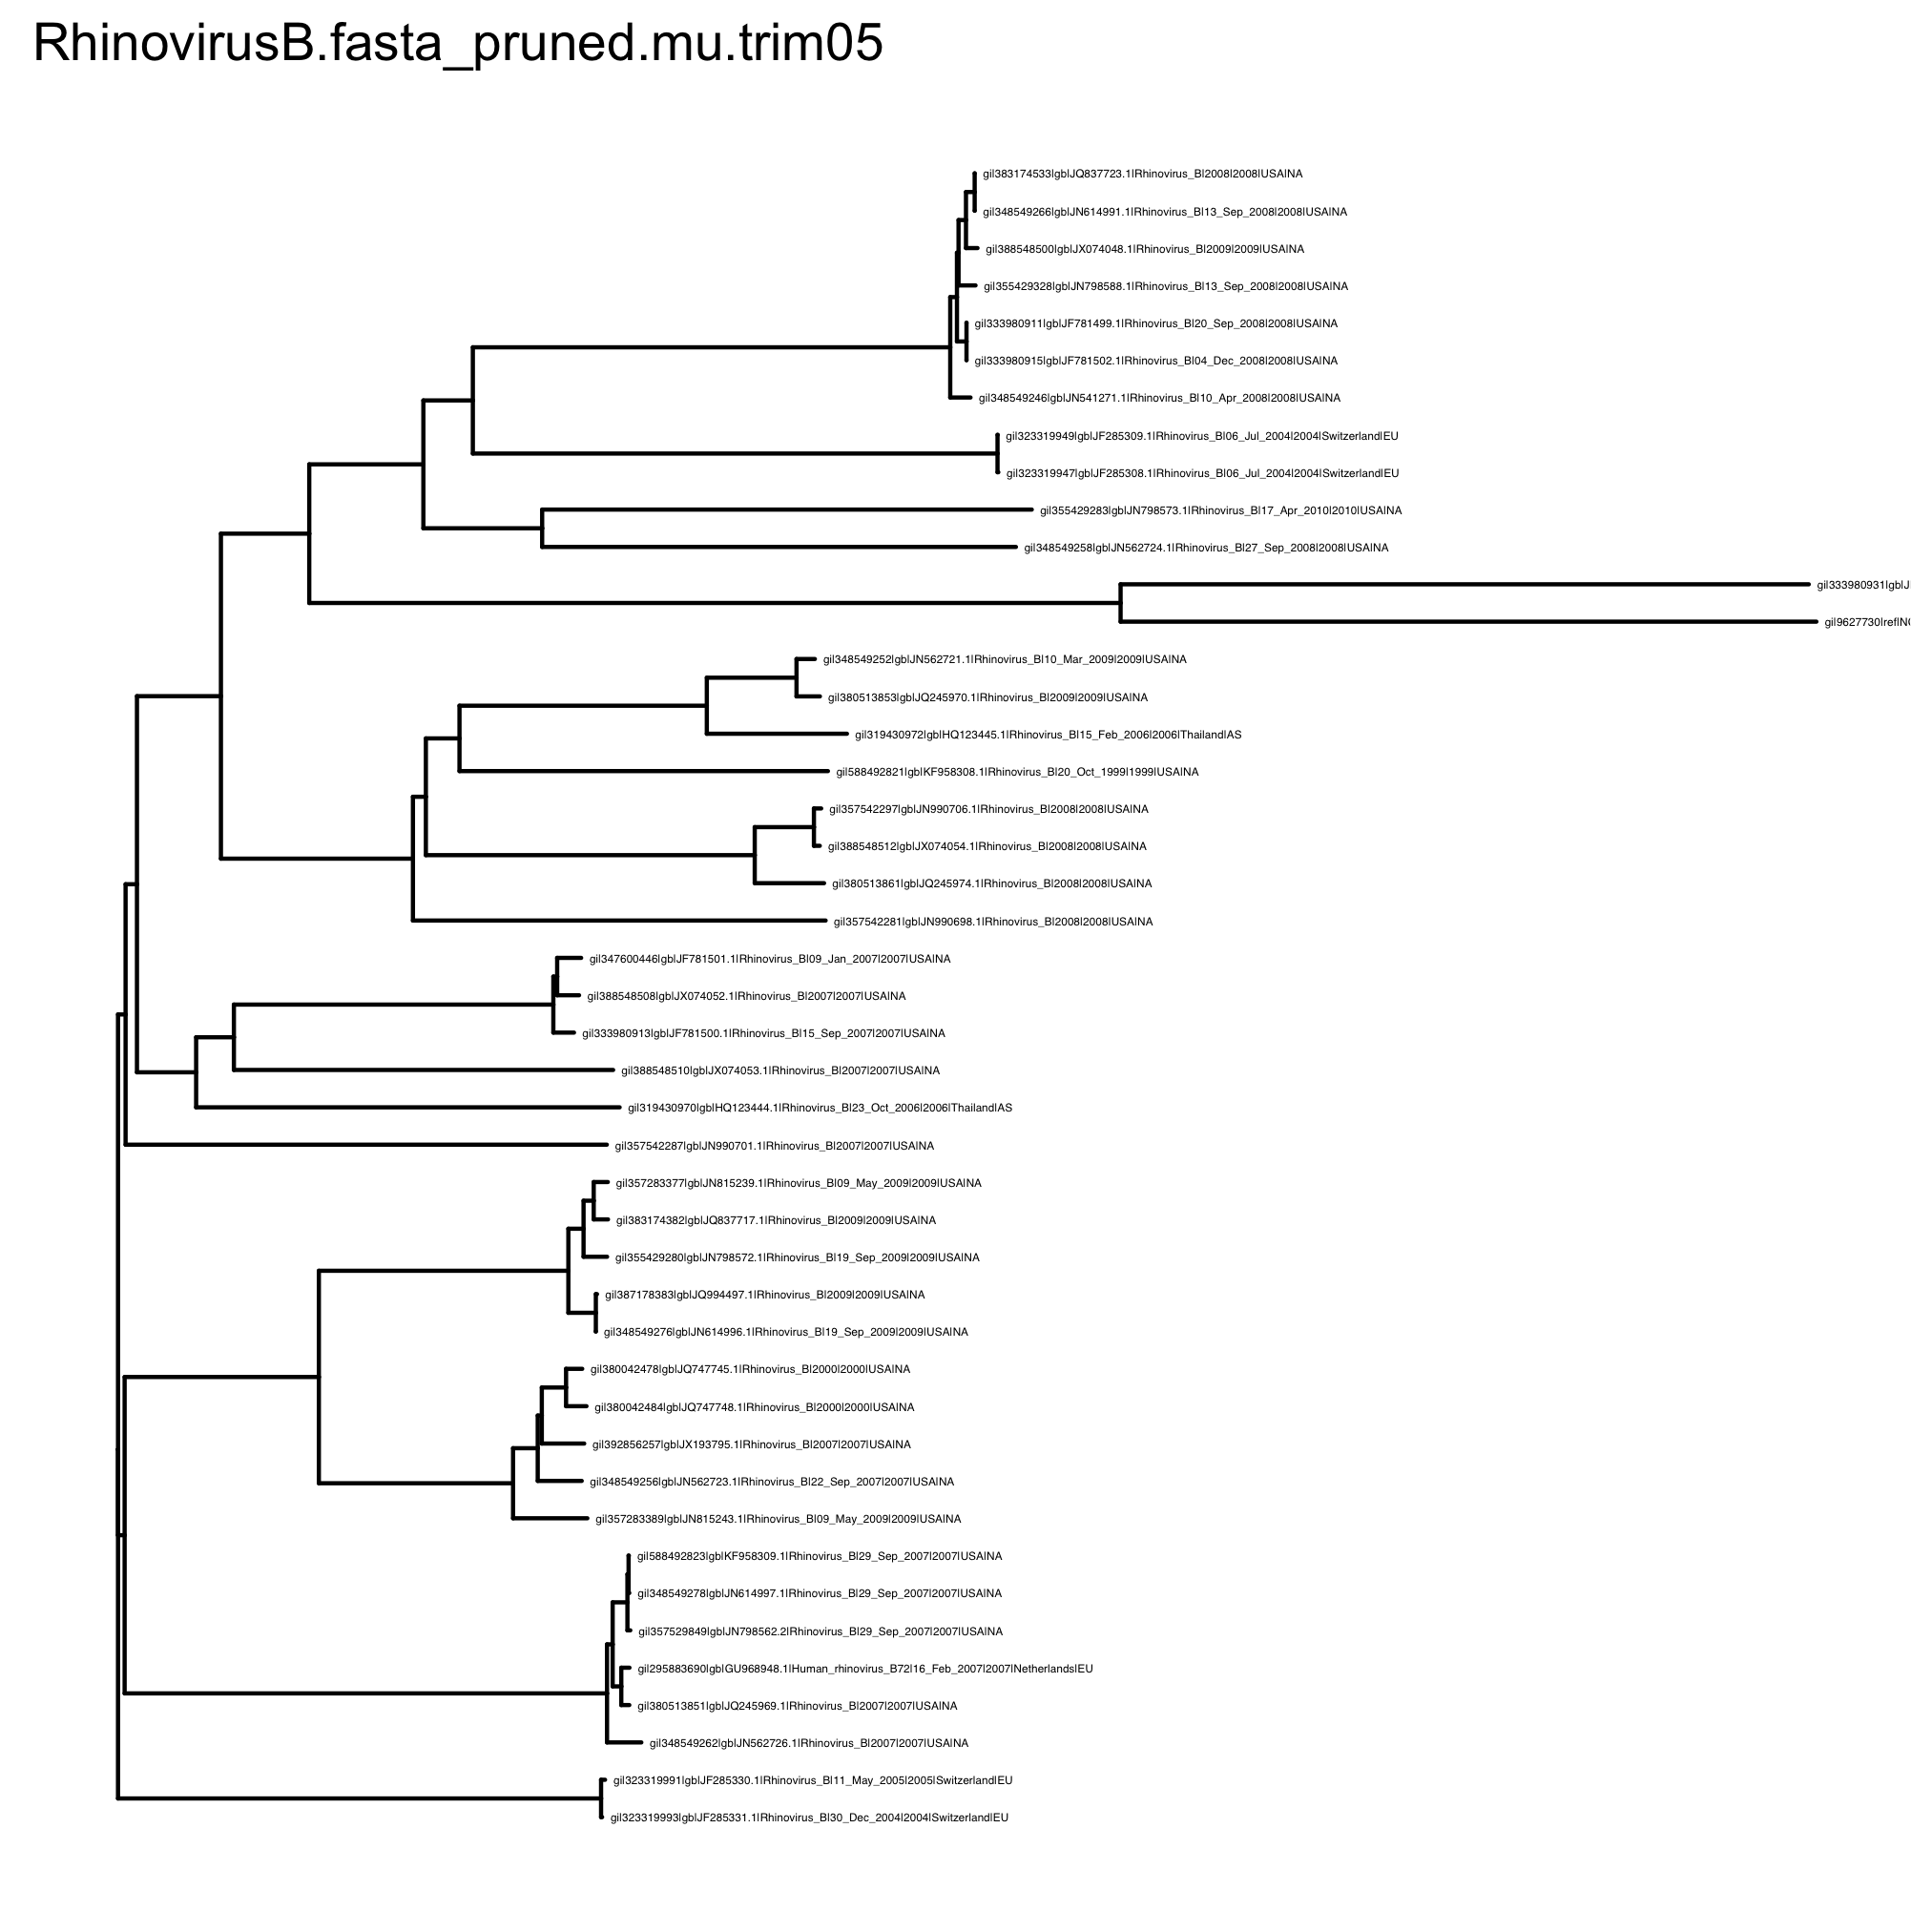 RhinovirusB.fasta_pruned.mu.trim05
gi|383174533|gb|JQ837723.1|Rhinovirus_B|2008|2008|USA|NA
gi|348549266|gb|JN614991.1|Rhinovirus_B|13_Sep_2008|2008|USA|NA
gi|388548500|gb|JX074048.1|Rhinovirus_B|2009|2009|USA|NA
gi|355429328|gb|JN798588.1|Rhinovirus_B|13_Sep_2008|2008|USA|NA
gi|333980911|gb|JF781499.1|Rhinovirus_B|20_Sep_2008|2008|USA|NA
gi|333980915|gb|JF781502.1|Rhinovirus_B|04_Dec_2008|2008|USA|NA
gi|348549246|gb|JN541271.1|Rhinovirus_B|10_Apr_2008|2008|USA|NA
gi|323319949|gb|JF285309.1|Rhinovirus_B|06_Jul_2004|2004|Switzerland|EU
gi|323319947|gb|JF285308.1|Rhinovirus_B|06_Jul_2004|2004|Switzerland|EU
gi|355429283|gb|JN798573.1|Rhinovirus_B|17_Apr_2010|2010|USA|NA
gi|348549258|gb|JN562724.1|Rhinovirus_B|27_Sep_2008|2008|USA|NA
gi|333980931|gb|J
gi|9627730|ref|N
gi|348549252|gb|JN562721.1|Rhinovirus_B|10_Mar_2009|2009|USA|NA
gi|380513853|gb|JQ245970.1|Rhinovirus_B|2009|2009|USA|NA
gi|319430972|gb|HQ123445.1|Rhinovirus_B|15_Feb_2006|2006|Thailand|AS
gi|588492821|gb|KF958308.1|Rhinovirus_B|20_Oct_1999|1999|USA|NA
gi|357542297|gb|JN990706.1|Rhinovirus_B|2008|2008|USA|NA
gi|388548512|gb|JX074054.1|Rhinovirus_B|2008|2008|USA|NA
gi|380513861|gb|JQ245974.1|Rhinovirus_B|2008|2008|USA|NA
gi|357542281|gb|JN990698.1|Rhinovirus_B|2008|2008|USA|NA
gi|347600446|gb|JF781501.1|Rhinovirus_B|09_Jan_2007|2007|USA|NA
gi|388548508|gb|JX074052.1|Rhinovirus_B|2007|2007|USA|NA
gi|333980913|gb|JF781500.1|Rhinovirus_B|15_Sep_2007|2007|USA|NA
gi|388548510|gb|JX074053.1|Rhinovirus_B|2007|2007|USA|NA
gi|319430970|gb|HQ123444.1|Rhinovirus_B|23_Oct_2006|2006|Thailand|AS
gi|357542287|gb|JN990701.1|Rhinovirus_B|2007|2007|USA|NA
gi|357283377|gb|JN815239.1|Rhinovirus_B|09_May_2009|2009|USA|NA
gi|383174382|gb|JQ837717.1|Rhinovirus_B|2009|2009|USA|NA
gi|355429280|gb|JN798572.1|Rhinovirus_B|19_Sep_2009|2009|USA|NA
gi|387178383|gb|JQ994497.1|Rhinovirus_B|2009|2009|USA|NA
gi|348549276|gb|JN614996.1|Rhinovirus_B|19_Sep_2009|2009|USA|NA
gi|380042478|gb|JQ747745.1|Rhinovirus_B|2000|2000|USA|NA
gi|380042484|gb|JQ747748.1|Rhinovirus_B|2000|2000|USA|NA
gi|392856257|gb|JX193795.1|Rhinovirus_B|2007|2007|USA|NA
gi|348549256|gb|JN562723.1|Rhinovirus_B|22_Sep_2007|2007|USA|NA
gi|357283389|gb|JN815243.1|Rhinovirus_B|09_May_2009|2009|USA|NA
gi|588492823|gb|KF958309.1|Rhinovirus_B|29_Sep_2007|2007|USA|NA
gi|348549278|gb|JN614997.1|Rhinovirus_B|29_Sep_2007|2007|USA|NA
gi|357529849|gb|JN798562.2|Rhinovirus_B|29_Sep_2007|2007|USA|NA
gi|295883690|gb|GU968948.1|Human_rhinovirus_B72|16_Feb_2007|2007|Netherlands|EU
gi|380513851|gb|JQ245969.1|Rhinovirus_B|2007|2007|USA|NA
gi|348549262|gb|JN562726.1|Rhinovirus_B|2007|2007|USA|NA
gi|323319991|gb|JF285330.1|Rhinovirus_B|11_May_2005|2005|Switzerland|EU
gi|323319993|gb|JF285331.1|Rhinovirus_B|30_Dec_2004|2004|Switzerland|EU